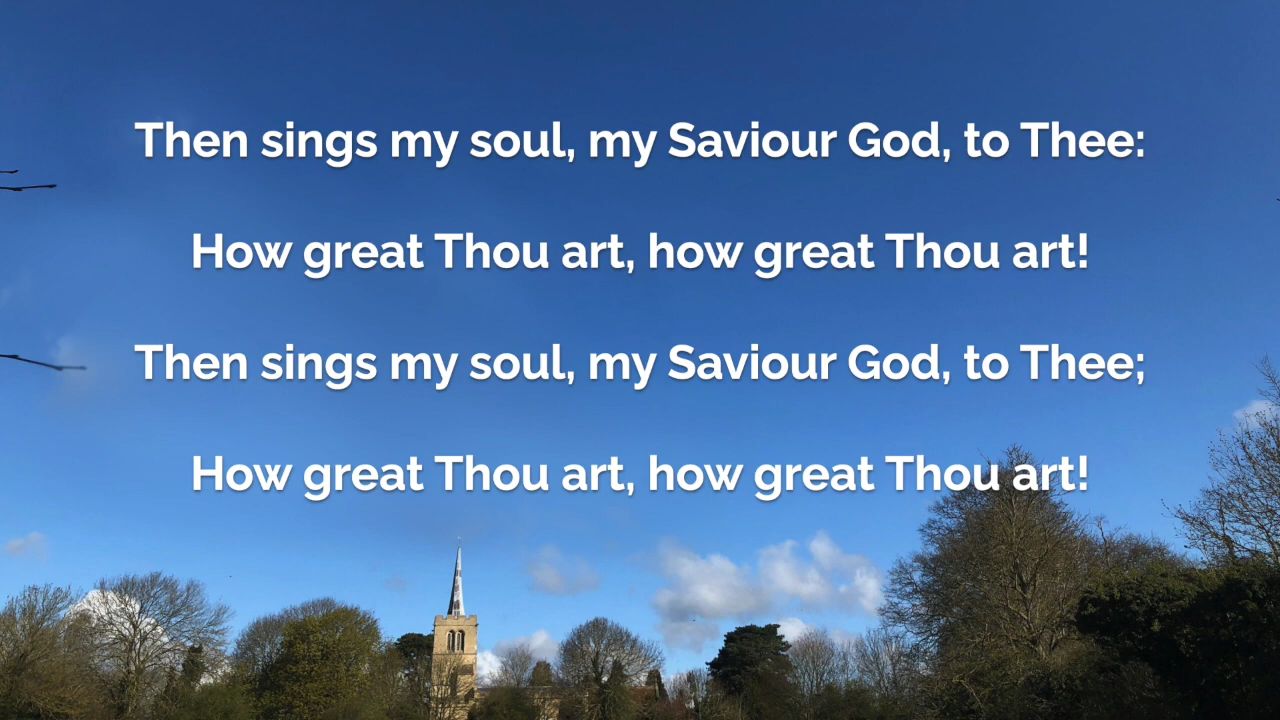 Then sings my soul, my Saviour God, to Thee:
How great Thou art, how great Thou art!
Then sings my soul, my Saviour God, to Thee;
How great Thou art, how great Thou art!